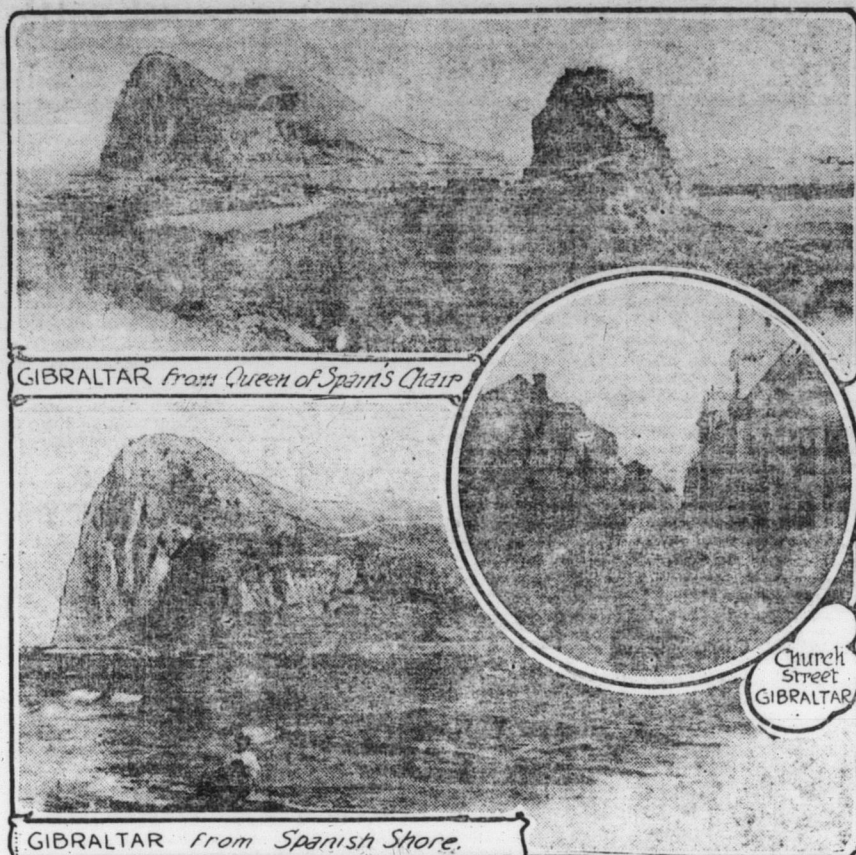 GIBRALTAR from Queen of Spain's Chair
Church
Street
GIBRALTAR
GIBRALTAR from Spanish Shore.